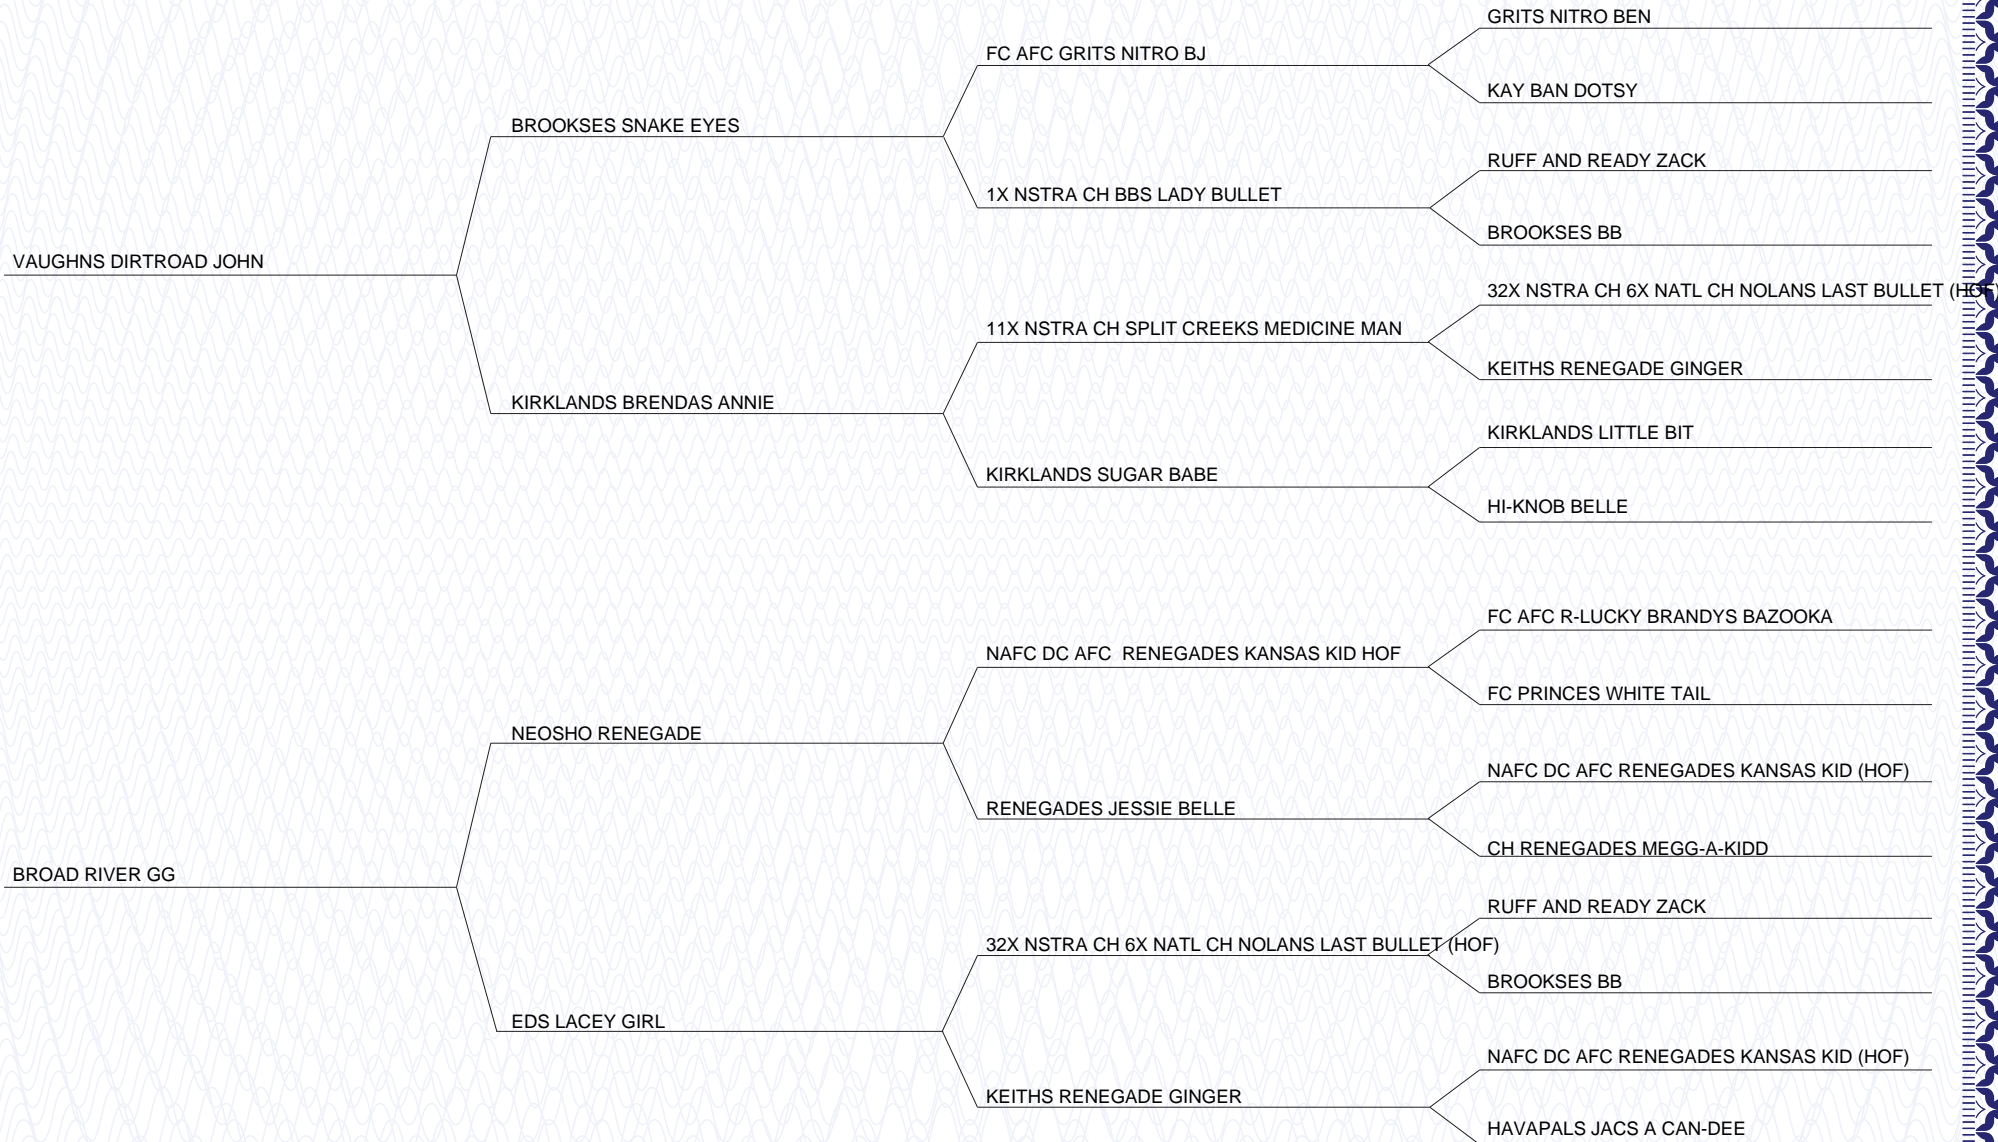 GRITS NITRO BEN
FC AFC GRITS NITRO BJ
KAY BAN DOTSY
BROOKSES SNAKE EYES
RUFF AND READY ZACK
1X NSTRA CH BBS LADY BULLET
BROOKSES BB
VAUGHNS DIRTROAD JOHN
32X NSTRA CH 6X NATL CH NOLANS LAST BULLET (HOF)
11X NSTRA CH SPLIT CREEKS MEDICINE MAN
KEITHS RENEGADE GINGER
KIRKLANDS BRENDAS ANNIE
KIRKLANDS LITTLE BIT
KIRKLANDS SUGAR BABE
HI-KNOB BELLE
FC AFC R-LUCKY BRANDYS BAZOOKA
NAFC DC AFC  RENEGADES KANSAS KID HOF
FC PRINCES WHITE TAIL
NEOSHO RENEGADE
NAFC DC AFC RENEGADES KANSAS KID (HOF)
RENEGADES JESSIE BELLE
CH RENEGADES MEGG-A-KIDD
BROAD RIVER GG
RUFF AND READY ZACK
32X NSTRA CH 6X NATL CH NOLANS LAST BULLET (HOF)
BROOKSES BB
EDS LACEY GIRL
NAFC DC AFC RENEGADES KANSAS KID (HOF)
KEITHS RENEGADE GINGER
HAVAPALS JACS A CAN-DEE